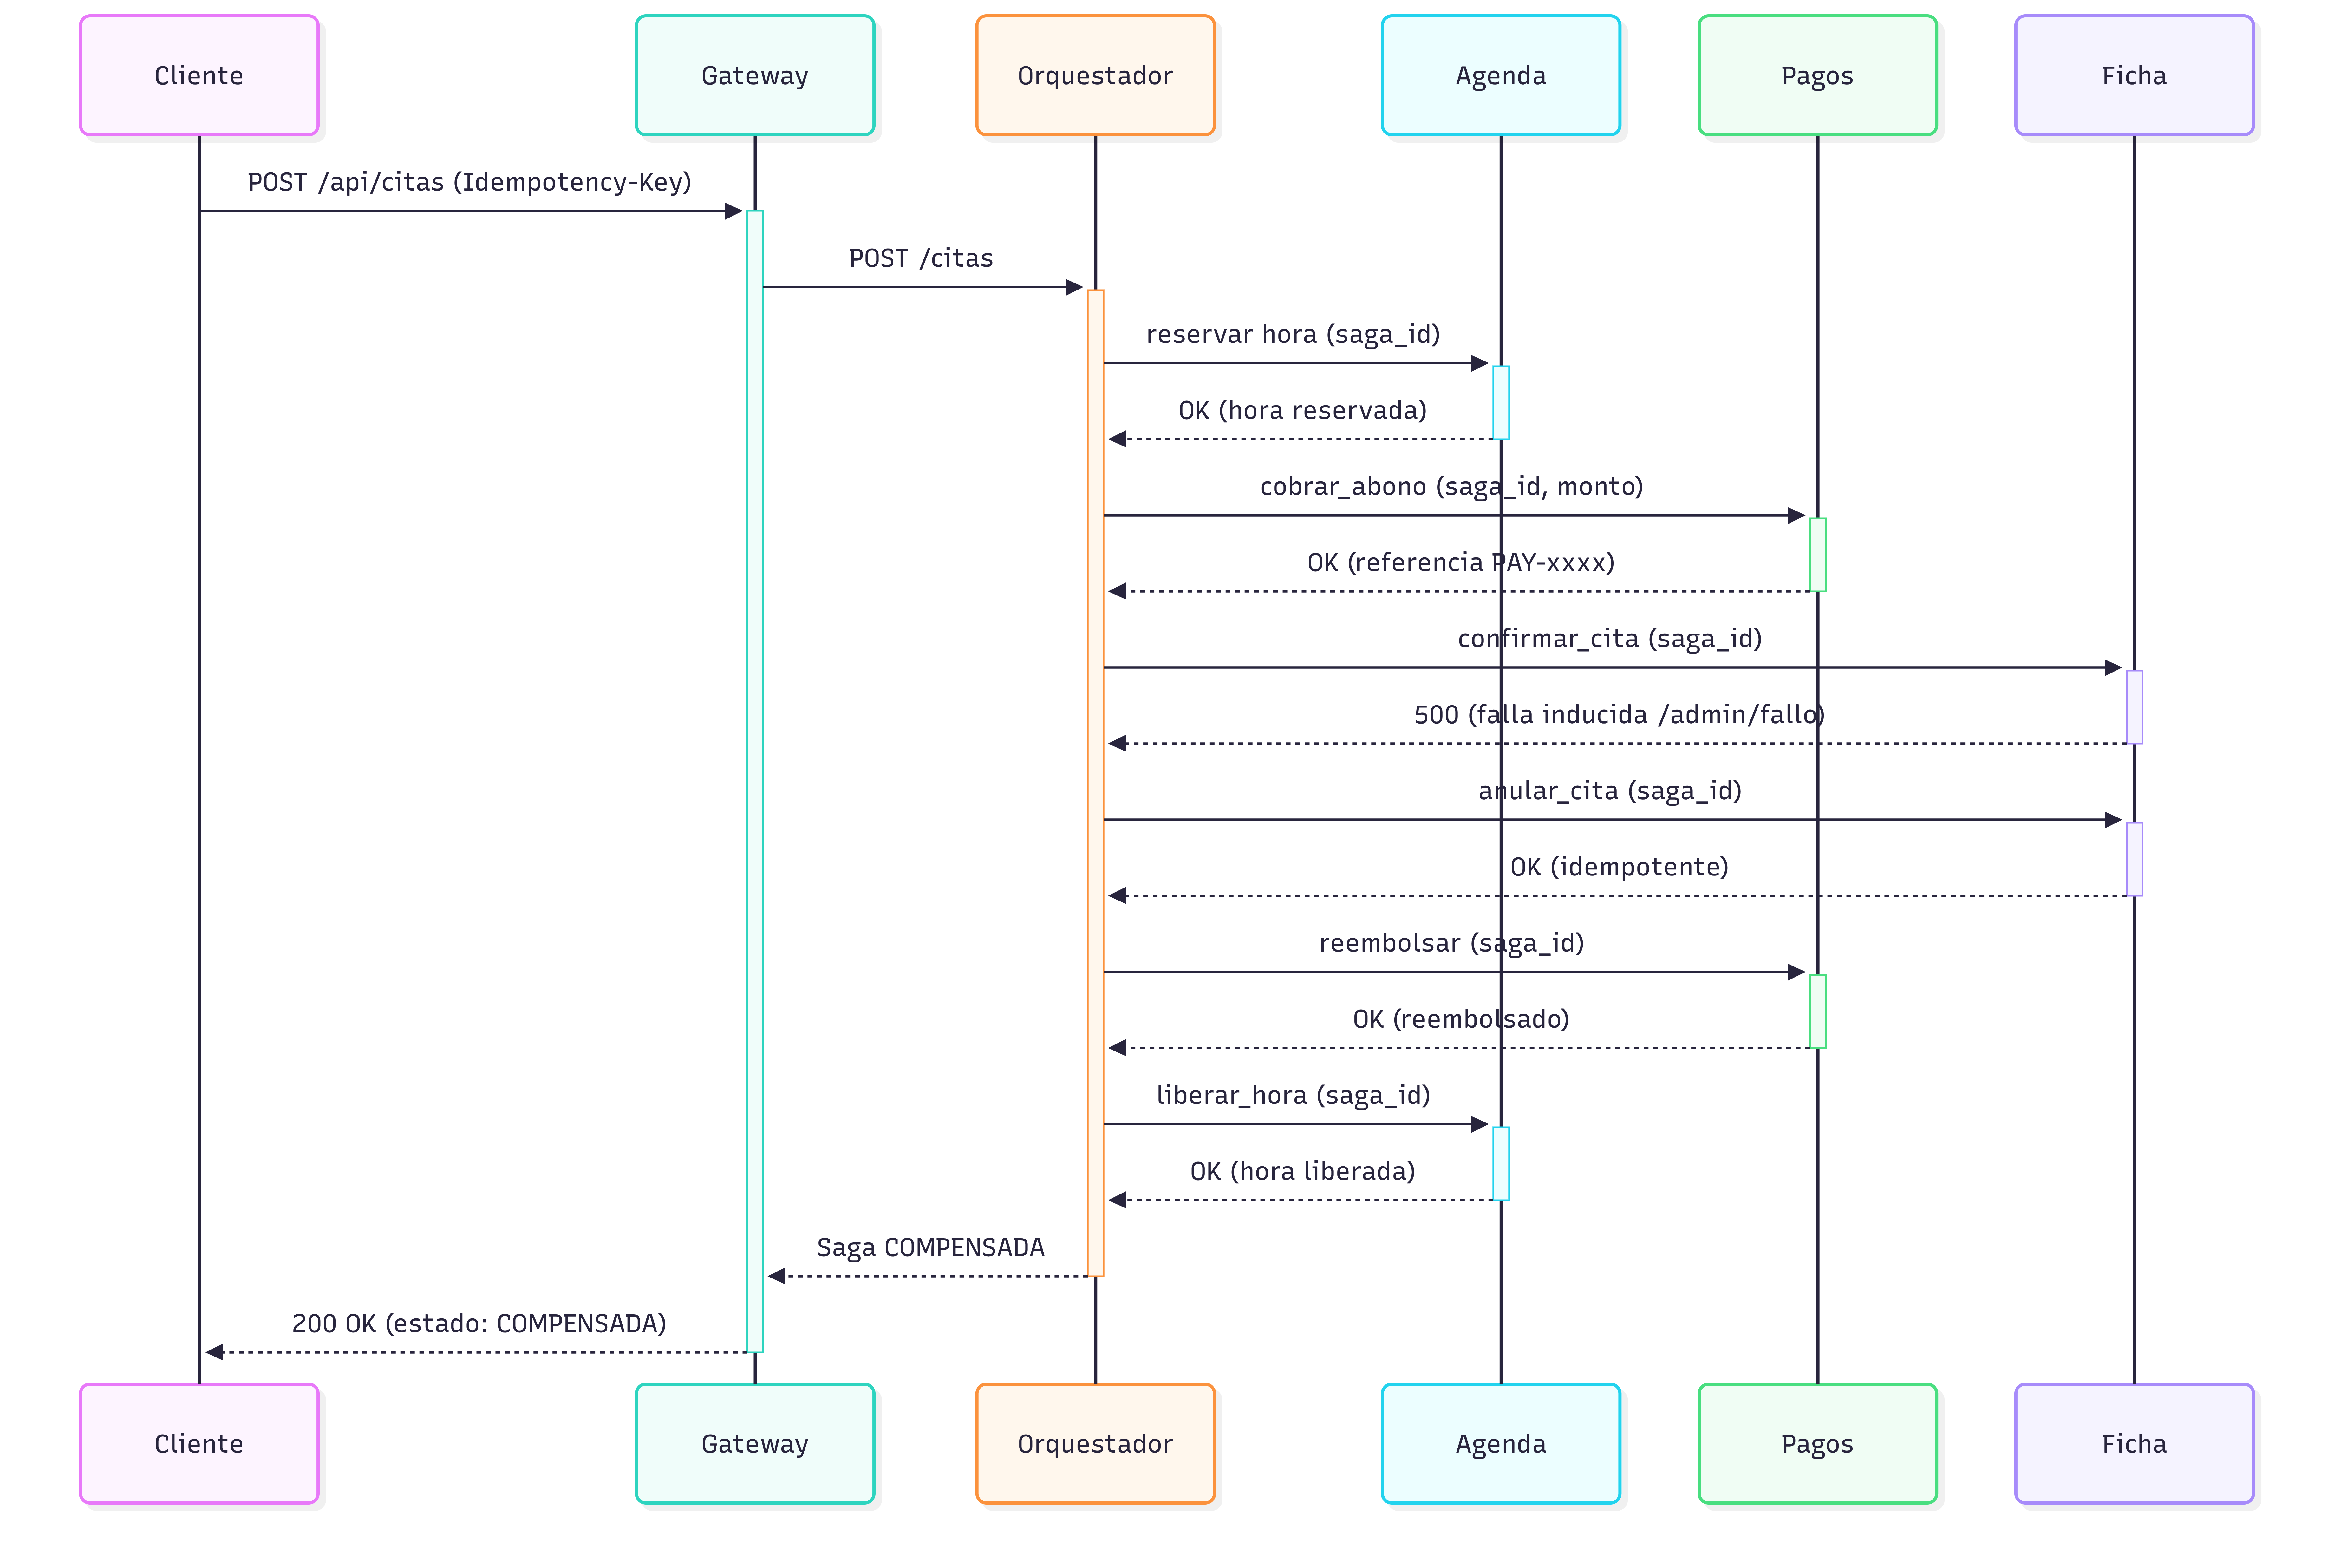 Cliente
Gateway
Orquestador
Agenda
Pagos
Ficha
POST /api/citas (Idempotency-Key)
POST /citas
reservar hora (saga_id)
OK (hora reservada)
cobrar_abono (saga_id, monto)
OK (referencia PAY-xxxx)
confirmar_cita (saga_id)
500 (falla inducida /admin/fallo)
anular_cita (saga_id)
OK (idempotente)
reembolsar (saga_id)
OK (reembolsado)
liberar_hora (saga_id)
OK (hora liberada)
Saga COMPENSADA
200 OK (estado: COMPENSADA)
Cliente
Gateway
Orquestador
Agenda
Pagos
Ficha